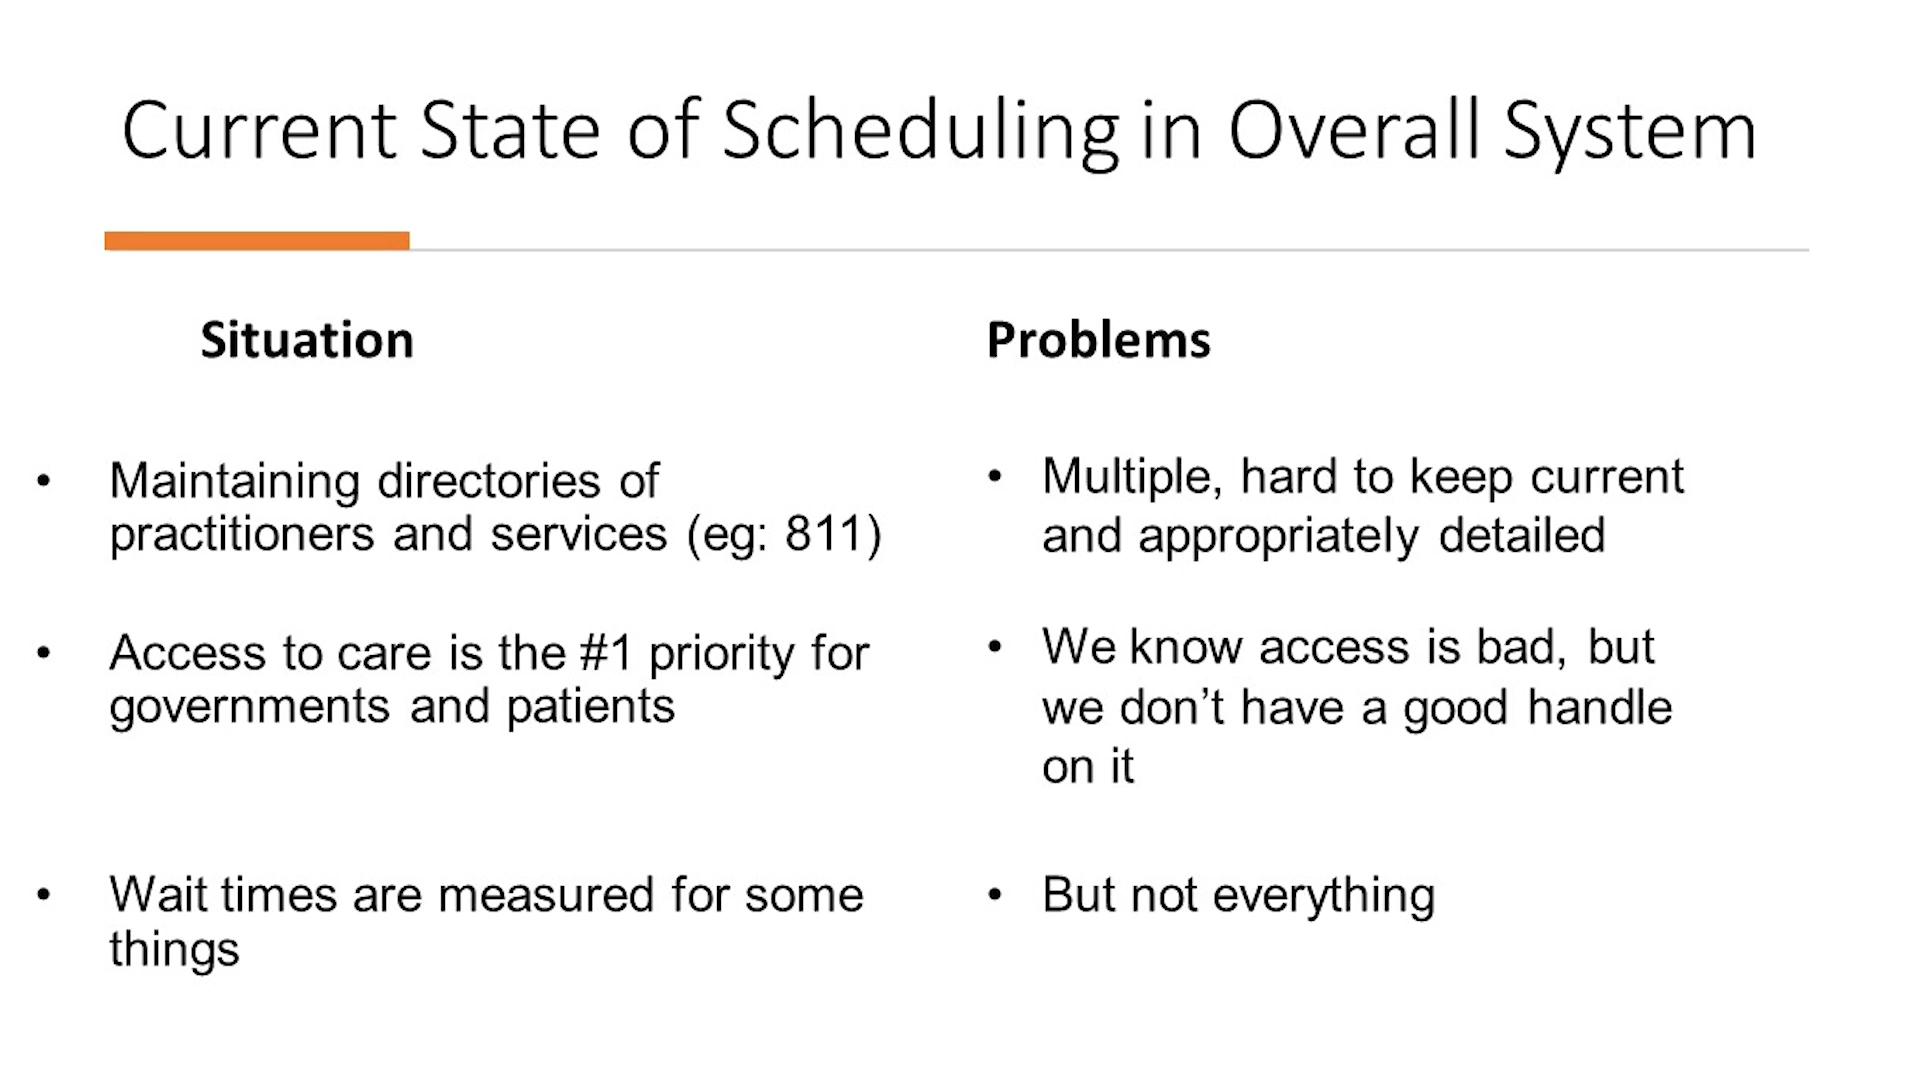 Current State of Scheduling in Overall System
Situation
• Maintaining directories of
practitioners and services (eg: 811)
• Access to care is the #1 priority for
governments and patients
• Wait times are measured for some
things
Problems
• Multiple, hard to keep current
and appropriately detailed
• We know access is bad, but
we don’t have a good handle
on it
• But not everything